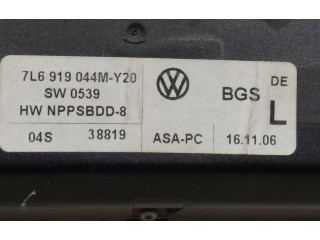 7L6 919 044M-Y20
SW 0539
HW NPPSBDD-8
04S 38819
BGS
DE
L
ASA-PC 16.11.06